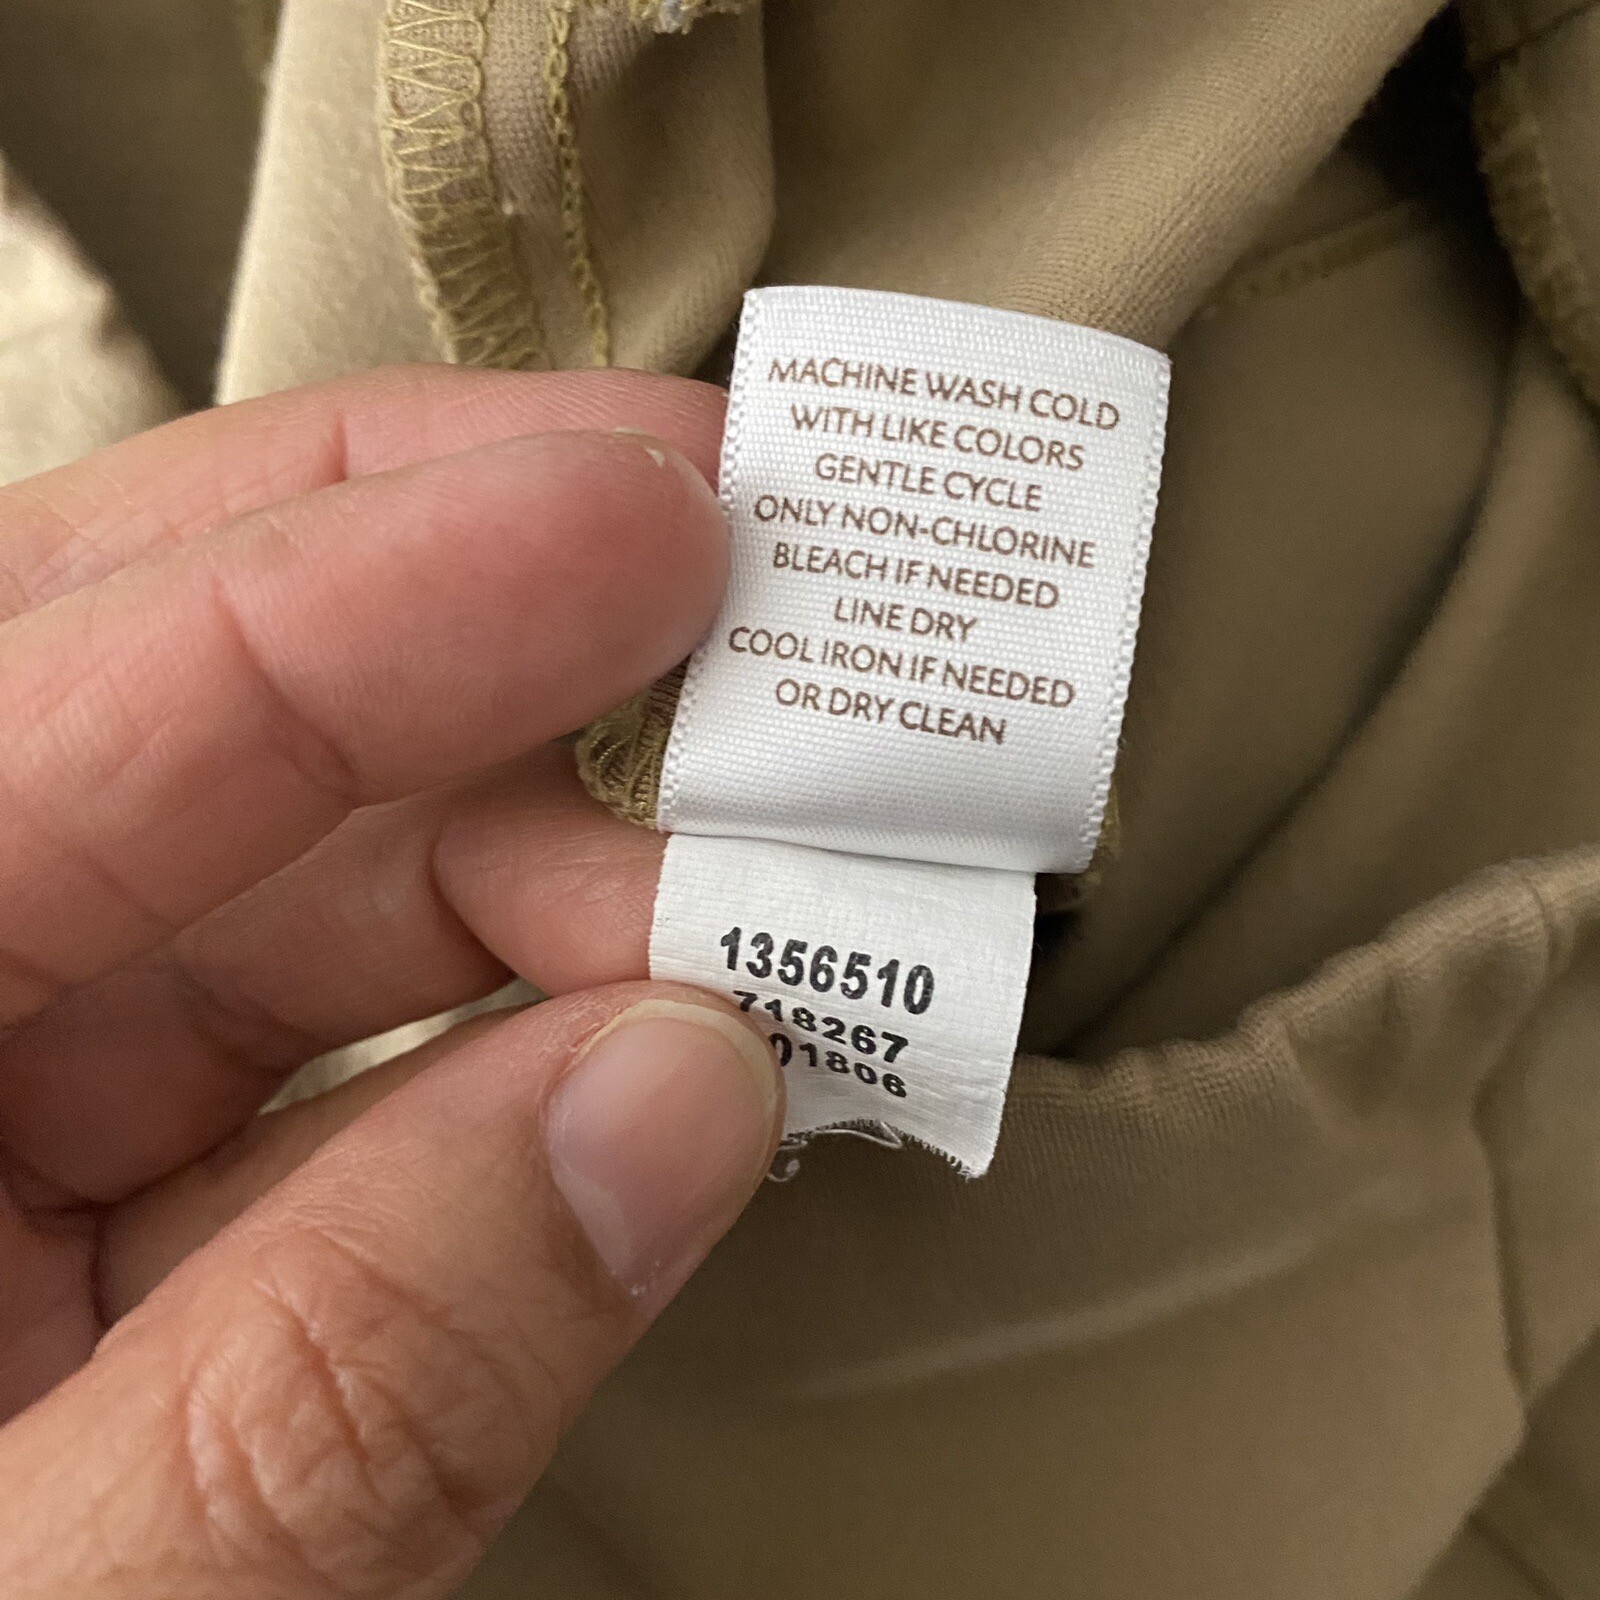 MACHINE WASH COLD
WITH LIKE COLORS
GENTLE CYCLE
ONLY NON-CHLORINE
BLEACH IF NEEDED
LINE DRY
COOL IRON IF NEEDED
OR DRY CLEAN
1356510
718267
01806